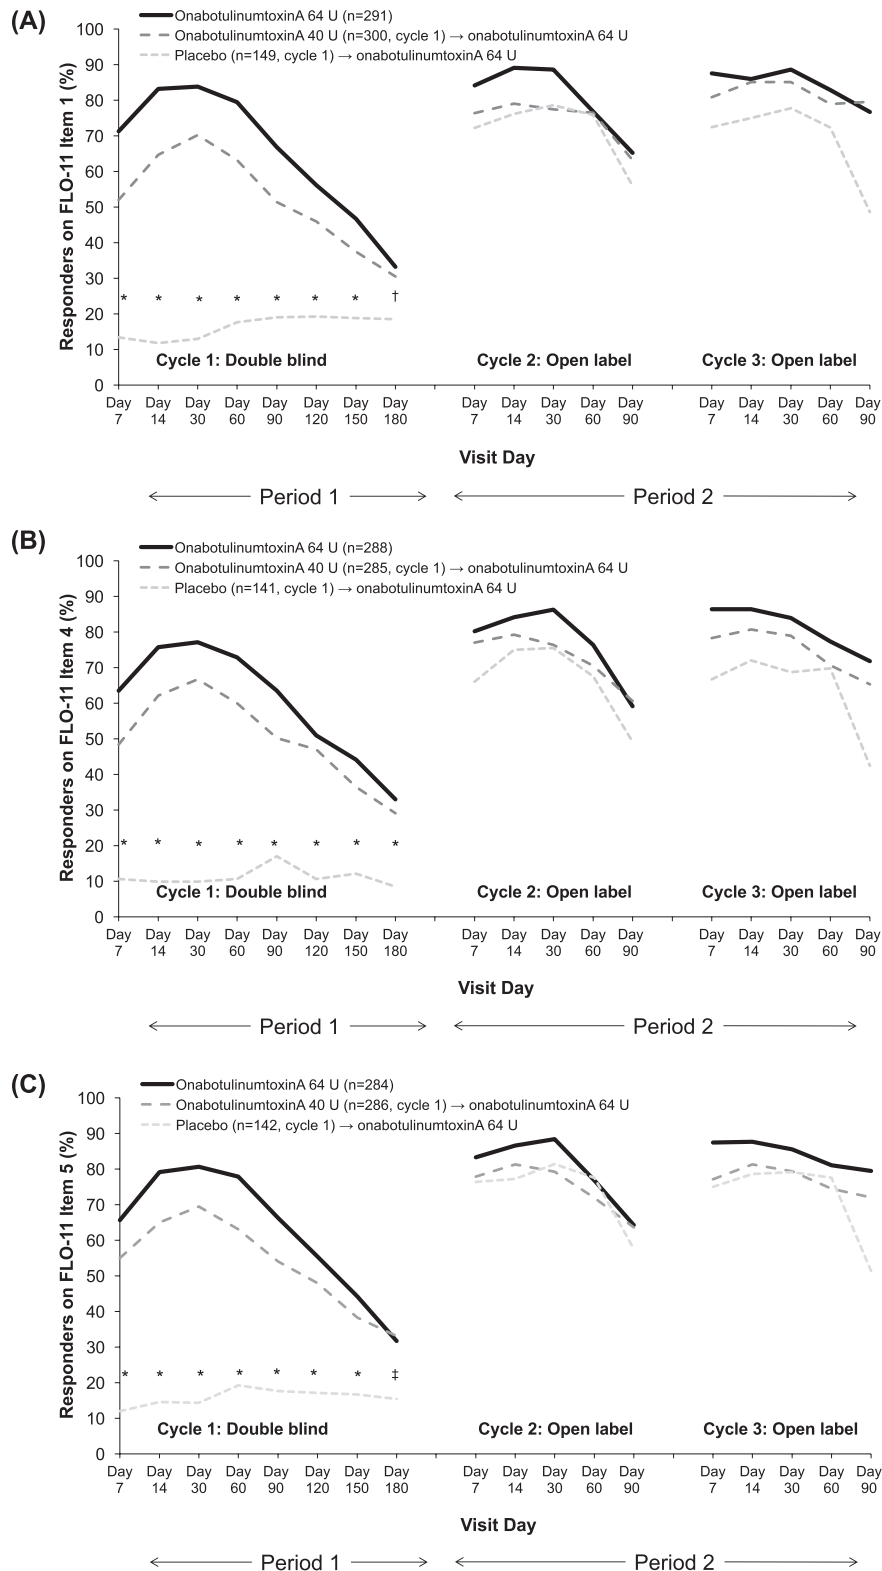 (A)
OnabotulinumtoxinA 64 U (n=291)
OnabotulinumtoxinA 40 U (n=300, cycle 1) → onabotulinumtoxinA 64 U
Placebo (n=149, cycle 1) → onabotulinumtoxinA 64 U
Responders on FLO-11 Item 1 (%)
100
90
80
70
60
50
40
30
20
10
0
* * * * * * * †
Cycle 1: Double blind Cycle 2: Open label Cycle 3: Open label
Day Day Day Day Day Day Day Day Day Day Day Day Day Day Day Day Day Day
7 14 30 60 90 120 150 180 7 14 30 60 90 7 14 30 60 90
Visit Day
Period 1 Period 2
(B)
OnabotulinumtoxinA 64 U (n=288)
OnabotulinumtoxinA 40 U (n=285, cycle 1) → onabotulinumtoxinA 64 U
Placebo (n=141, cycle 1) → onabotulinumtoxinA 64 U
Responders on FLO-11 Item 4 (%)
100
90
80
70
60
50
40
30
20
10
0
* * * * * * * *
Cycle 1: Double blind Cycle 2: Open label Cycle 3: Open label
Day Day Day Day Day Day Day Day Day Day Day Day Day Day Day Day Day Day
7 14 30 60 90 120 150 180 7 14 30 60 90 7 14 30 60 90
Visit Day
Period 1 Period 2
(C)
OnabotulinumtoxinA 64 U (n=284)
OnabotulinumtoxinA 40 U (n=286, cycle 1) → onabotulinumtoxinA 64 U
Placebo (n=142, cycle 1) → onabotulinumtoxinA 64 U
Responders on FLO-11 Item 5 (%)
100
90
80
70
60
50
40
30
20
10
0
* * * * * * * ‡
Cycle 1: Double blind Cycle 2: Open label Cycle 3: Open label
Day Day Day Day Day Day Day Day Day Day Day Day Day Day Day Day Day Day
7 14 30 60 90 120 150 180 7 14 30 60 90 7 14 30 60 90
Visit Day
Period 1 Period 2